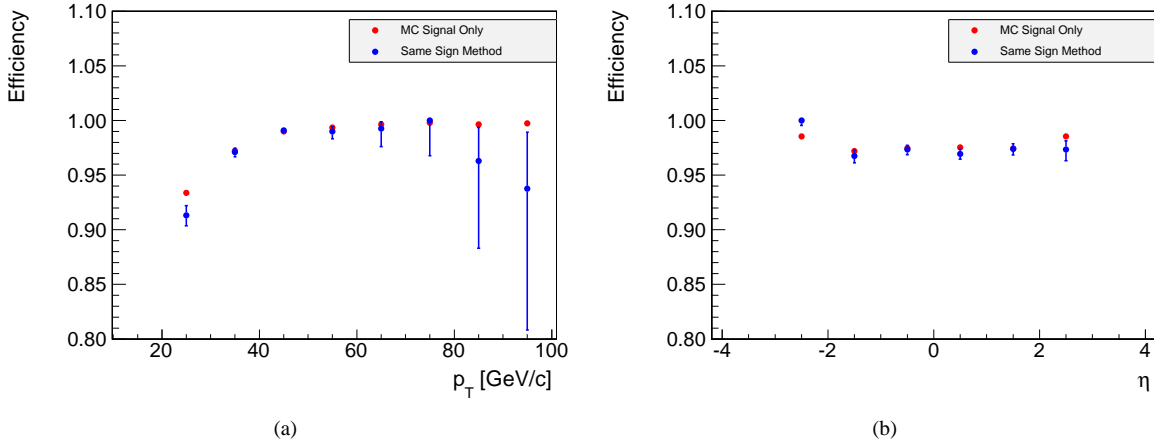 Efficiency
1.10
1.05
1.00
0.95
0.90
0.85
0.80
MC Signal Only
Same Sign Method
20 40 60 80 100
p_T [GeV/c]
(a)
Efficiency
1.10
1.05
1.00
0.95
0.90
0.85
0.80
MC Signal Only
Same Sign Method
-4 -2 0 2 4
η
(b)